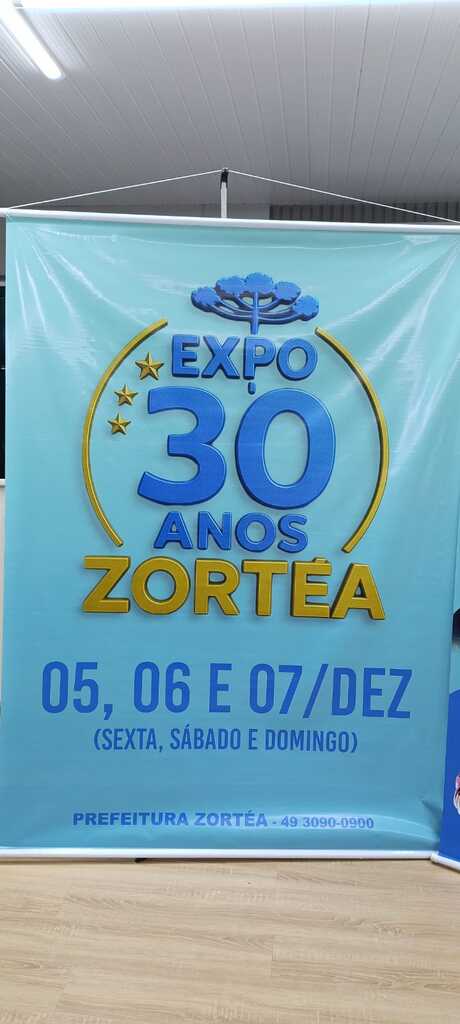 EXPO
30
ANOS
ZORTÉA
05, 06 E 07/DEZ
(SEXTA, SÁBADO E DOMINGO)
PREFEITURA ZORTÉA - 49 3090-0900